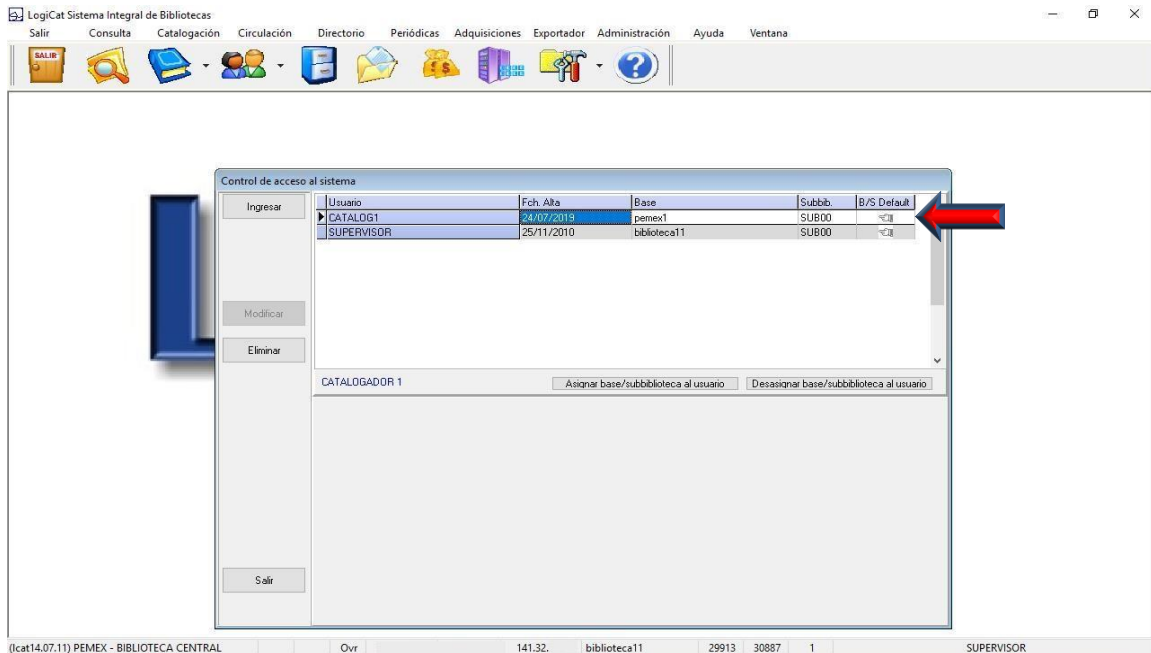 LogiCat Sistema Integral de Bibliotecas
Salir Consulta Catalogación Circulación Directorio Periódicas Adquisiciones Exportador Administración Ayuda Ventana
SALIR
Control de acceso al sistema
Ingresar
Usuario Fch. Alta Base Subbib. B/S Default
CATALOG1 24/07/2019 pemex1 SUB00
SUPERVISOR 25/11/2010 biblioteca11 SUB00
Modificar
Eliminar
CATALOGADOR 1 Asignar base/subbiblioteca al usuario Desasignar base/subbiblioteca al usuario
Salir
(lcat14.07.11) PEMEX - BIBLIOTECA CENTRAL Ovr 141.32. biblioteca11 29913 30887 1 SUPERVISOR